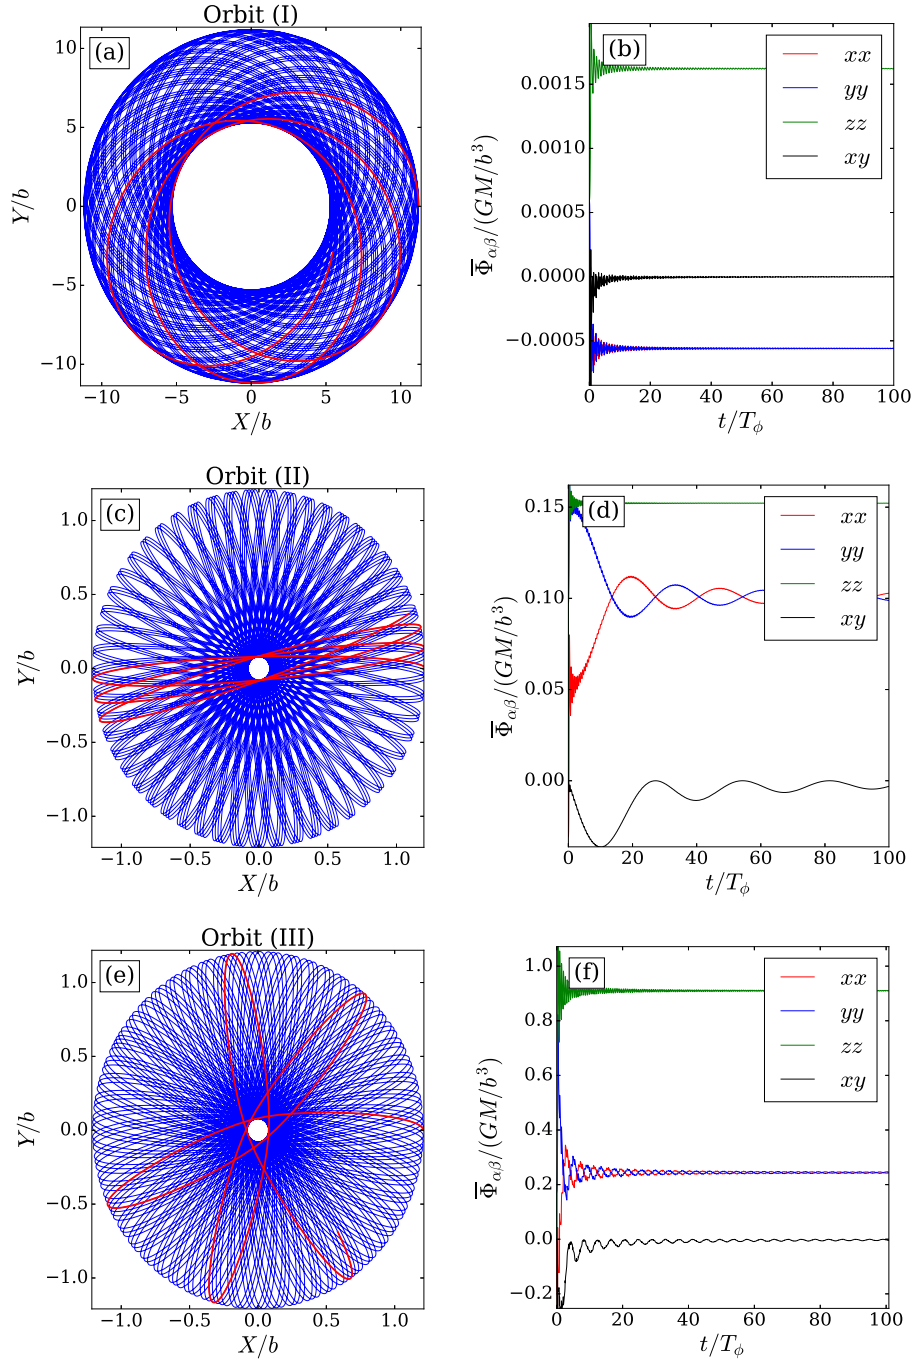 Orbit (I)
(a)
10
5
0
−5
−10
Y/b
−10
−5
0
5
10
X/b
(b)
xx
yy
zz
xy
0.0015
0.0010
0.0005
0.0000
−0.0005
Φ̅αβ/(GM/b³)
0
20
40
60
80
100
t/Tϕ
Orbit (II)
(c)
1.0
0.5
0.0
−0.5
−1.0
Y/b
−1.0
−0.5
0.0
0.5
1.0
X/b
(d)
xx
yy
zz
xy
0.15
0.10
0.05
0.00
Φ̅αβ/(GM/b³)
0
20
40
60
80
100
t/Tϕ
Orbit (III)
(e)
1.0
0.5
0.0
−0.5
−1.0
Y/b
−1.0
−0.5
0.0
0.5
1.0
X/b
(f)
xx
yy
zz
xy
1.0
0.8
0.6
0.4
0.2
0.0
−0.2
Φ̅αβ/(GM/b³)
0
20
40
60
80
100
t/Tϕ